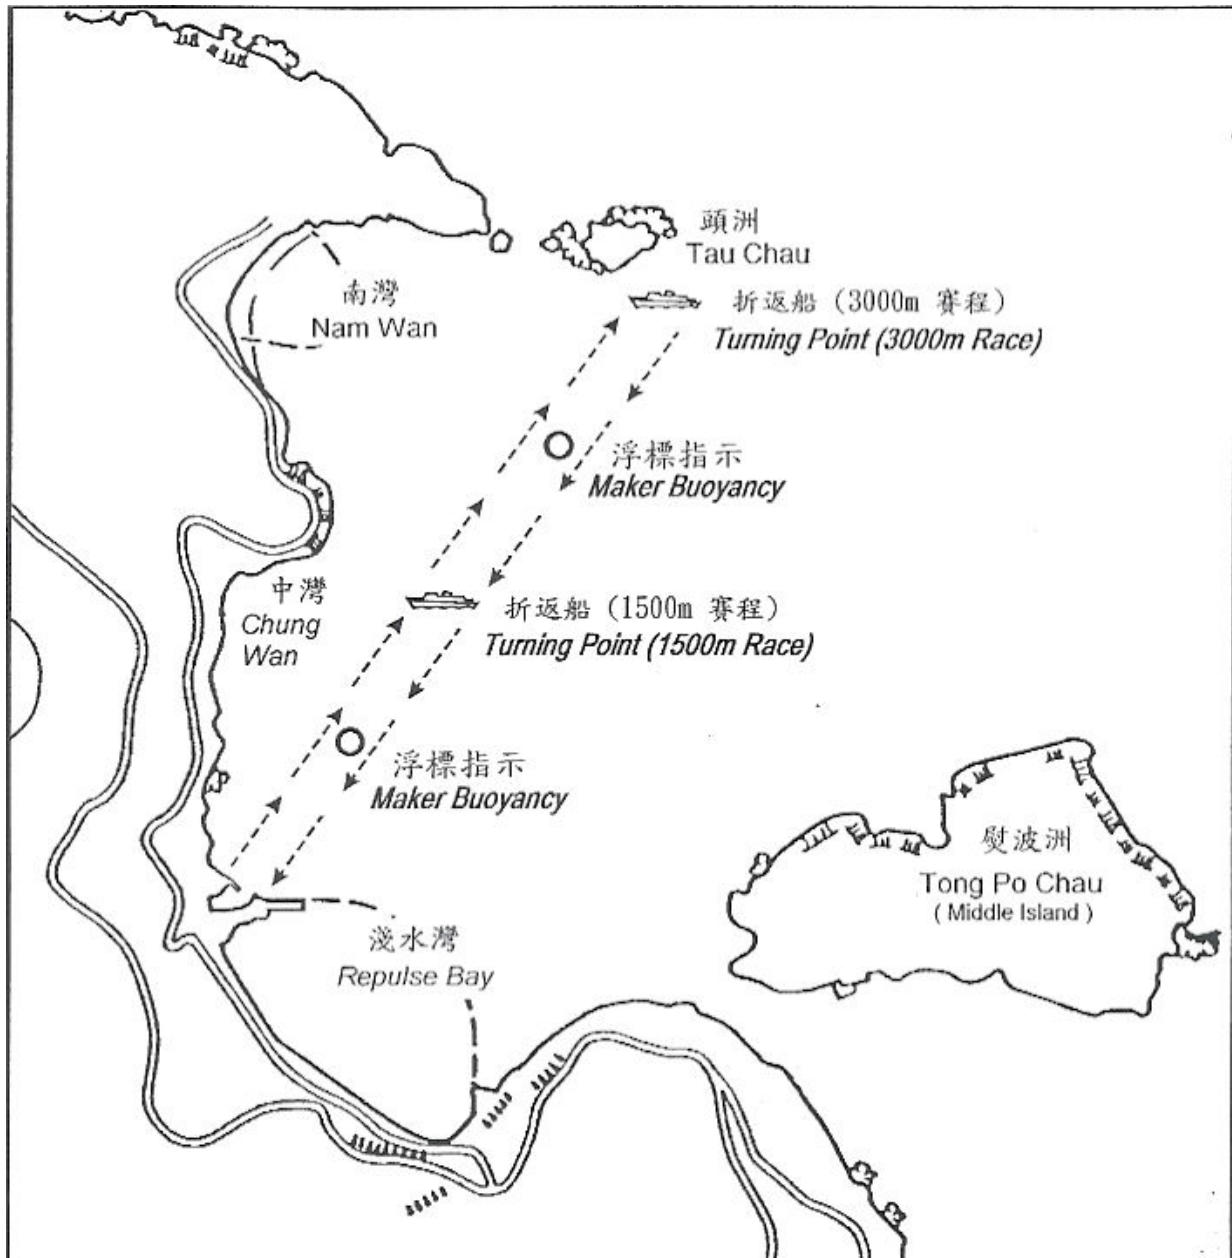 頭洲
Tau Chau
南灣
Nam Wan
折返船 (3000m 賽程)
Turning Point (3000m Race)
浮標指示
Maker Buoyancy
中灣
Chung
Wan
折返船 (1500m 賽程)
Turning Point (1500m Race)
浮標指示
Maker Buoyancy
熨波洲
Tong Po Chau
( Middle Island )
淺水灣
Repulse Bay